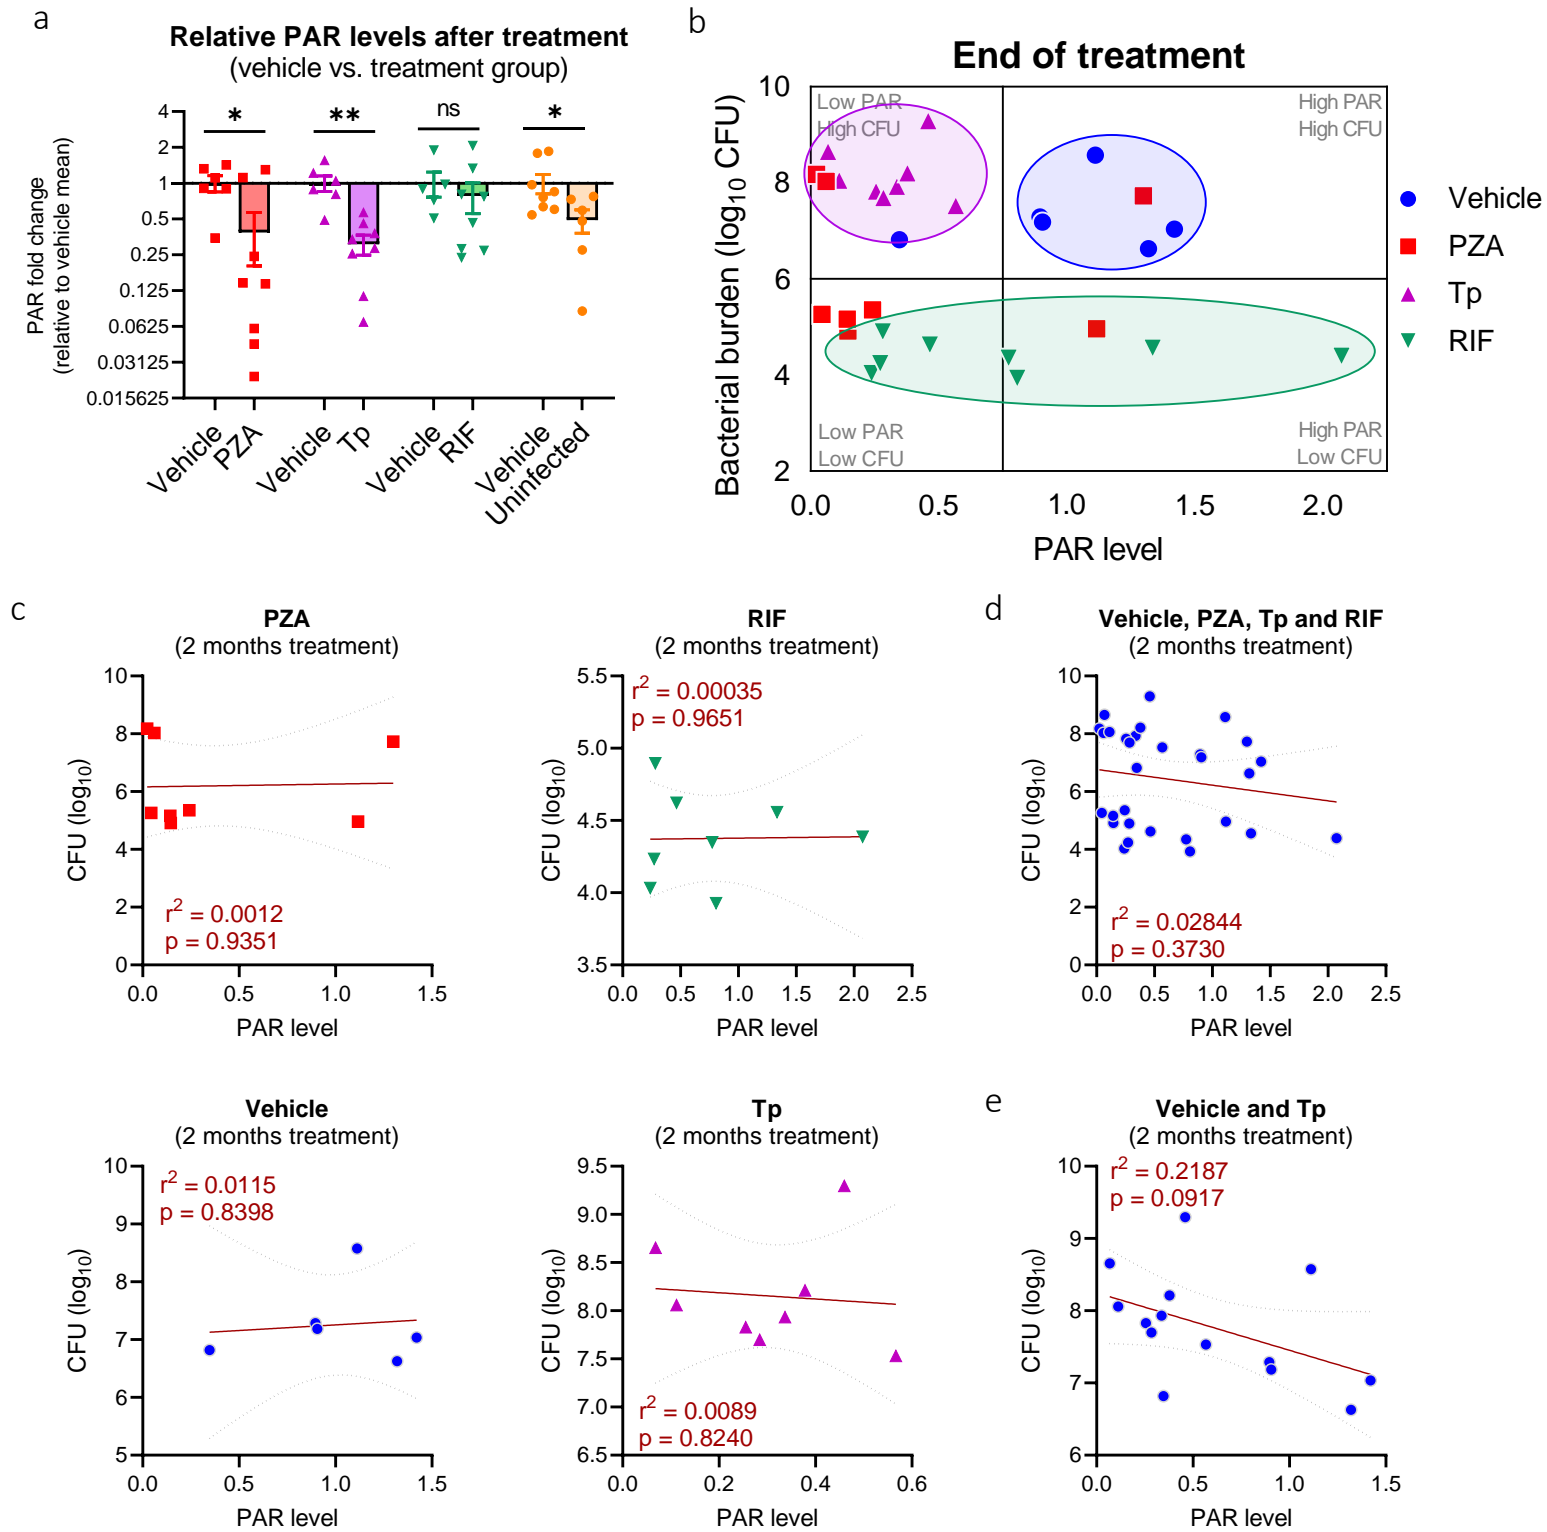 a
Relative PAR levels after treatment
(vehicle vs. treatment group)
PAR fold change
(relative to vehicle mean)
4
2
1
0.5
0.25
0.125
0.0625
0.03125
0.015625
*
**
ns
*
Vehicle
PZA
Vehicle
Tp
Vehicle
RIF
Vehicle
Uninfected
b
End of treatment
Bacterial burden (log10 CFU)
10
8
6
4
2
Low PAR
High CFU
High PAR
High CFU
Low PAR
Low CFU
High PAR
Low CFU
0.0
0.5
1.0
1.5
2.0
PAR level
Vehicle
PZA
Tp
RIF
c
PZA
(2 months treatment)
CFU (log10)
10
8
6
4
2
0
r2 = 0.0012
p = 0.9351
0.0
0.5
1.0
1.5
PAR level
RIF
(2 months treatment)
CFU (log10)
5.5
5.0
4.5
4.0
3.5
r2 = 0.00035
p = 0.9651
0.0
0.5
1.0
1.5
2.0
2.5
PAR level
d
Vehicle, PZA, Tp and RIF
(2 months treatment)
CFU (log10)
10
8
6
4
2
0
r2 = 0.02844
p = 0.3730
0.0
0.5
1.0
1.5
2.0
2.5
PAR level
Vehicle
(2 months treatment)
CFU (log10)
10
9
8
7
6
5
r2 = 0.0115
p = 0.8398
0.0
0.5
1.0
1.5
PAR level
Tp
(2 months treatment)
CFU (log10)
9.5
9.0
8.5
8.0
7.5
7.0
6.5
r2 = 0.0089
p = 0.8240
0.0
0.2
0.4
0.6
PAR level
e
Vehicle and Tp
(2 months treatment)
CFU (log10)
10
9
8
7
6
r2 = 0.2187
p = 0.0917
0.0
0.5
1.0
1.5
PAR level